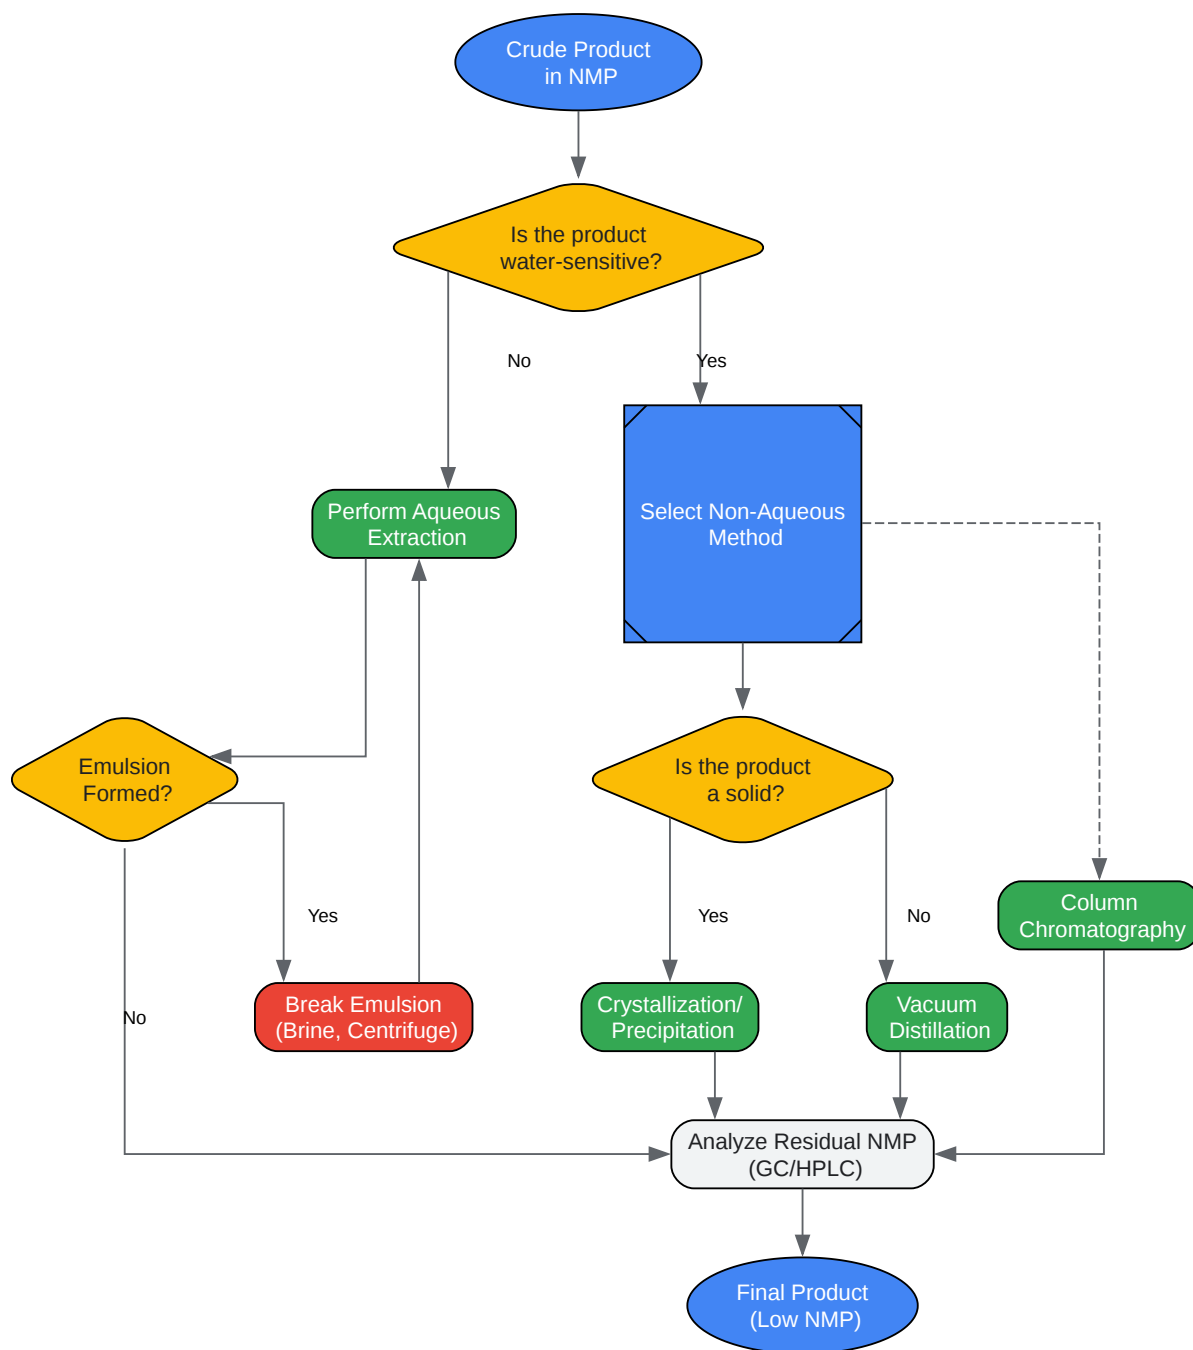 Crude Product
in NMP
Is the product
water-sensitive?
No
Yes
Perform Aqueous
Extraction
Select Non-Aqueous
Method
Emulsion
Formed?
Is the product
a solid?
Yes
Yes
No
Column
Chromatography
No
Break Emulsion
(Brine, Centrifuge)
Crystallization/
Precipitation
Vacuum
Distillation
Analyze Residual NMP
(GC/HPLC)
Final Product
(Low NMP)